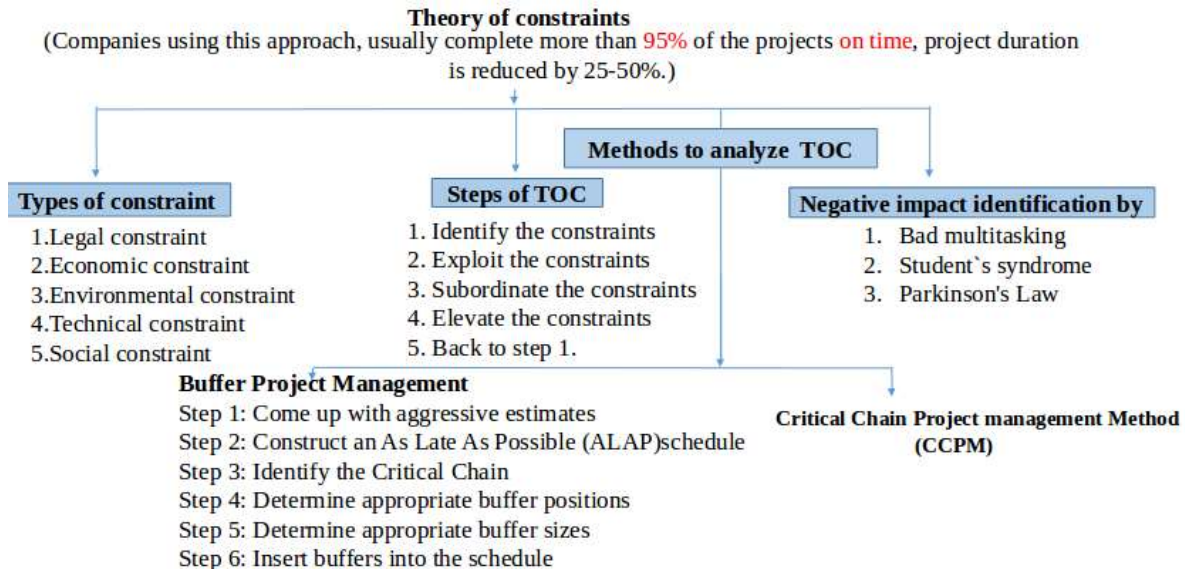 Theory of constraints
(Companies using this approach, usually complete more than 95% of the projects on time, project duration
is reduced by 25-50%.)
Methods to analyze TOC
Types of constraint
1.Legal constraint
2.Economic constraint
3.Environmental constraint
4.Technical constraint
5.Social constraint
Steps of TOC
1. Identify the constraints
2. Exploit the constraints
3. Subordinate the constraints
4. Elevate the constraints
5. Back to step 1.
Negative impact identification by
1. Bad multitasking
2. Student`s syndrome
3. Parkinson's Law
Buffer Project Management
Step 1: Come up with aggressive estimates
Step 2: Construct an As Late As Possible (ALAP)schedule
Step 3: Identify the Critical Chain
Step 4: Determine appropriate buffer positions
Step 5: Determine appropriate buffer sizes
Step 6: Insert buffers into the schedule
Critical Chain Project management Method
(CCPM)